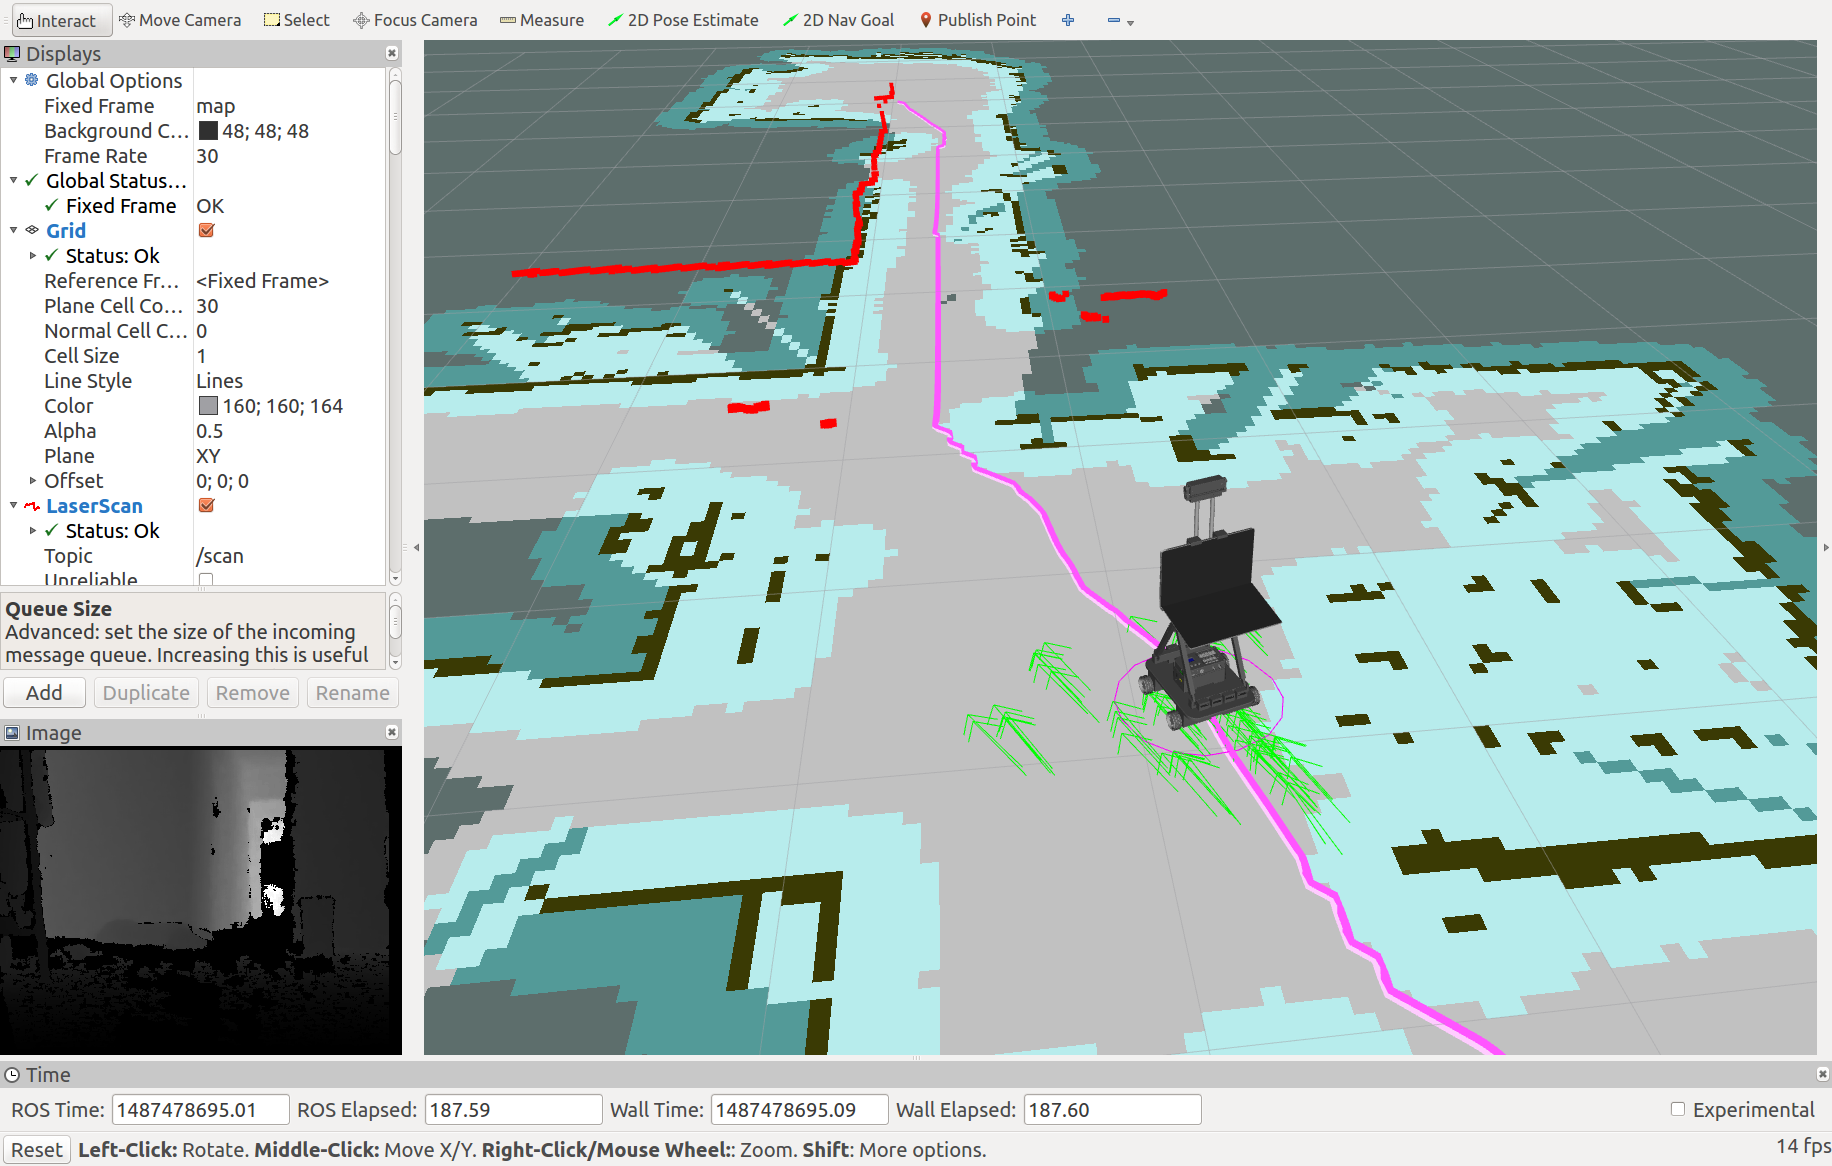 Interact Move Camera Select Focus Camera Measure 2D Pose Estimate 2D Nav Goal Publish Point
Displays
Global Options
Fixed Frame map
Background C... 48; 48; 48
Frame Rate 30
Global Status...
Fixed Frame OK
Grid
Status: Ok
Reference Fr... <Fixed Frame>
Plane Cell Co... 30
Normal Cell C... 0
Cell Size 1
Line Style Lines
Color 160; 160; 164
Alpha 0.5
Plane XY
Offset 0; 0; 0
LaserScan
Status: Ok
Topic /scan
Unreliable
Queue Size
Advanced: set the size of the incoming
message queue. Increasing this is useful
Add Duplicate Remove Rename
Image
Time
ROS Time: 1487478695.01 ROS Elapsed: 187.59 Wall Time: 1487478695.09 Wall Elapsed: 187.60 Experimental
Reset Left-Click: Rotate. Middle-Click: Move X/Y. Right-Click/Mouse Wheel:: Zoom. Shift: More options. 14 fps